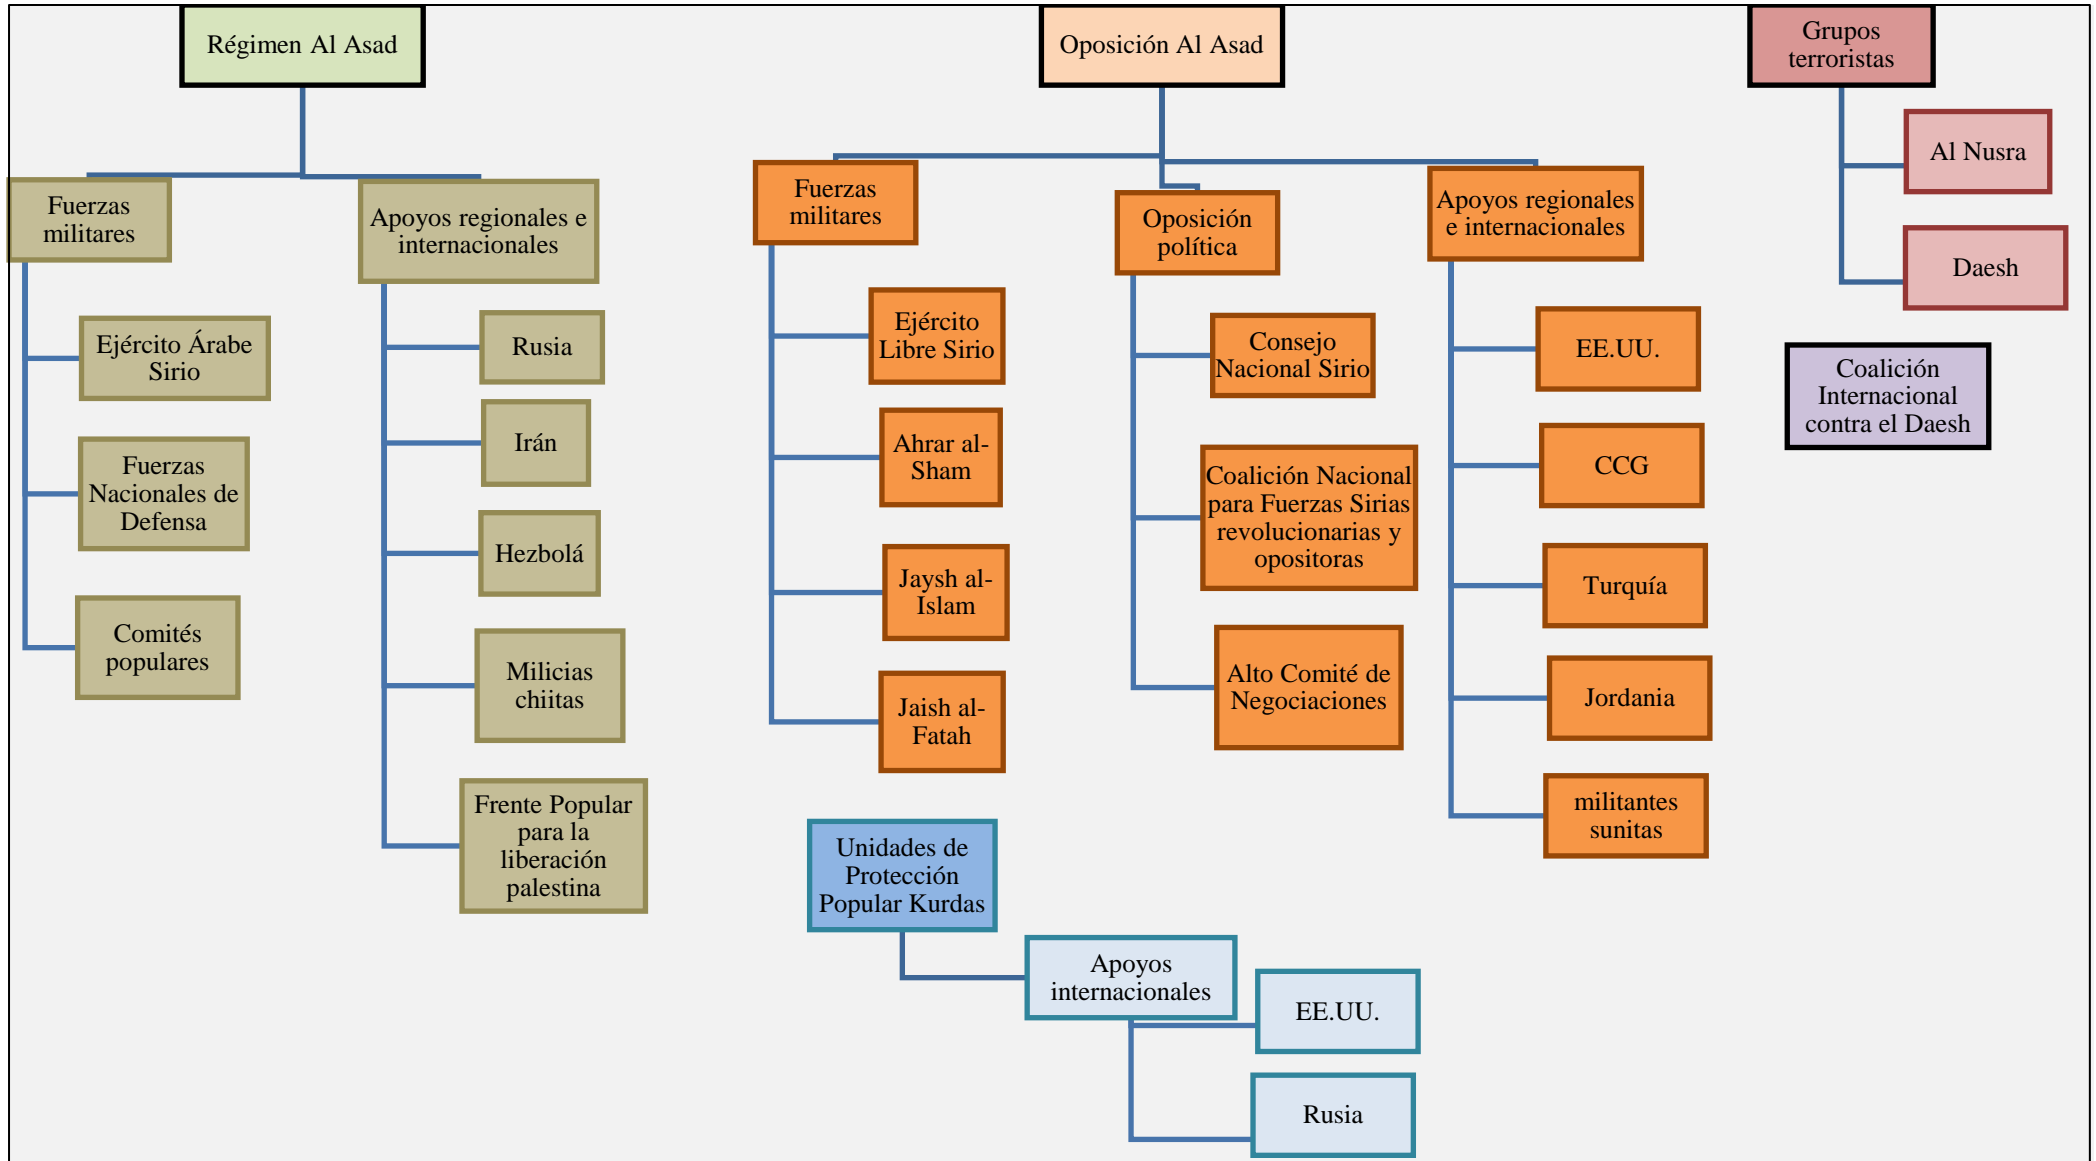 Régimen Al Asad
Fuerzas
militares
Ejército Árabe
Sirio
Fuerzas
Nacionales de
Defensa
Comités
populares
Apoyos regionales e
internacionales
Rusia
Irán
Hezbolá
Milicias
chiitas
Frente Popular
para la
liberación
palestina
Oposición Al Asad
Fuerzas
militares
Ejército
Libre Sirio
Ahrar al-
Sham
Jaysh al-
Islam
Jaish al-
Fatah
Oposición
política
Consejo
Nacional Sirio
Coalición Nacional
para Fuerzas Sirias
revolucionarias y
opositoras
Alto Comité de
Negociaciones
Apoyos regionales
e internacionales
EE.UU.
CCG
Turquía
Jordania
militantes
sunitas
Grupos
terroristas
Al Nusra
Daesh
Coalición
Internacional
contra el Daesh
Unidades de
Protección
Popular Kurdas
Apoyos
internacionales
EE.UU.
Rusia